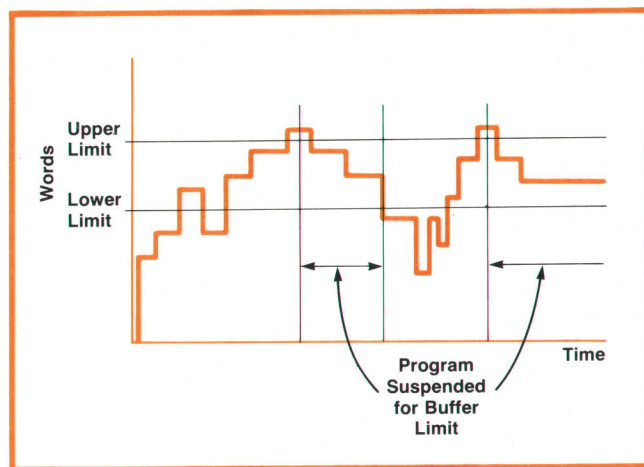 Upper
Limit
Words
Lower
Limit
Time
Program
Suspended
for Buffer
Limit